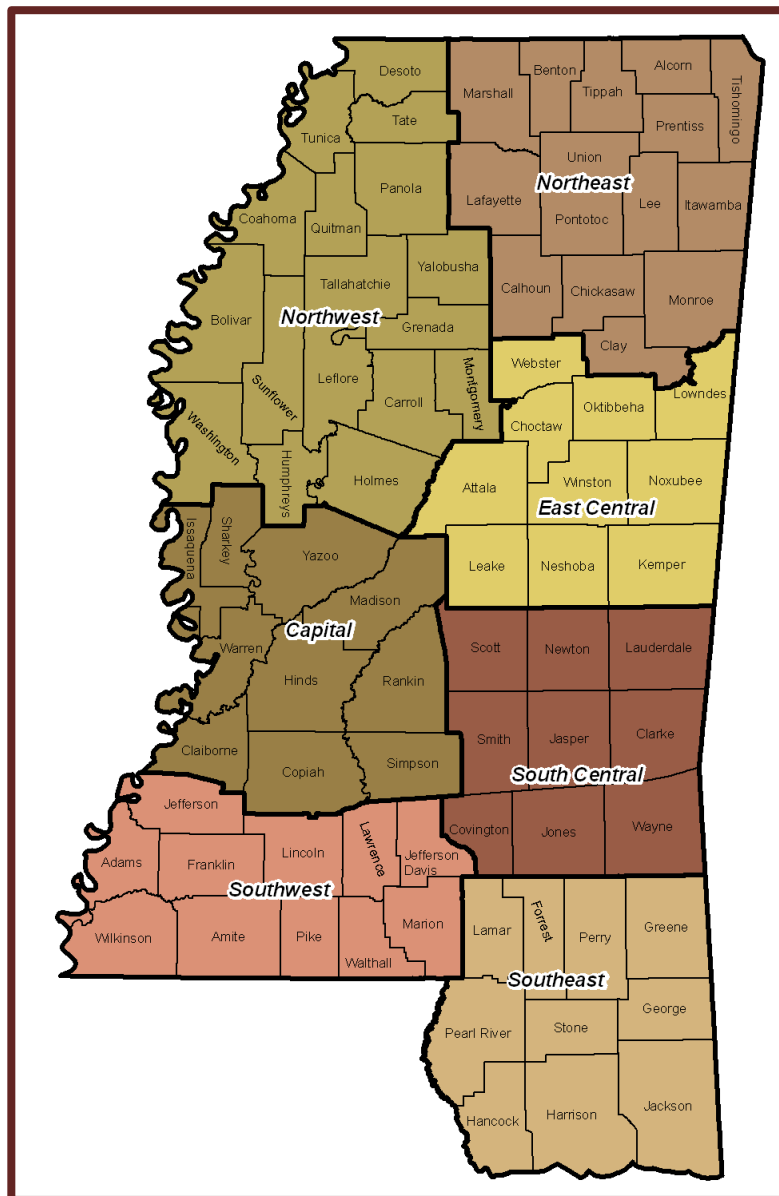 Desoto
Marshall
Benton
Tippah
Alcorn
Tishomingo
Tunica
Tate
Prentiss
Union
Northeast
Panola
Lafayette
Pontotoc
Lee
Itawamba
Coahoma
Quitman
Yalobusha
Tallahatchie
Calhoun
Chickasaw
Monroe
Bolivar
Northwest
Grenada
Clay
Webster
Sunflower
Leflore
Carroll
Montgomery
Choctaw
Oktibbeha
Lowndes
Washington
Humphreys
Holmes
Attala
Winston
Noxubee
East Central
Issaquena
Sharkey
Yazoo
Leake
Neshoba
Kemper
Madison
Capital
Warren
Scott
Newton
Lauderdale
Hinds
Rankin
Claiborne
Copiah
Simpson
Smith
Jasper
Clarke
South Central
Jefferson
Covington
Jones
Wayne
Adams
Franklin
Lincoln
Lawrence
Jefferson
Davis
Southwest
Wilkinson
Amite
Pike
Walthall
Marion
Lamar
Forrest
Perry
Greene
Southeast
George
Pearl River
Stone
Hancock
Harrison
Jackson